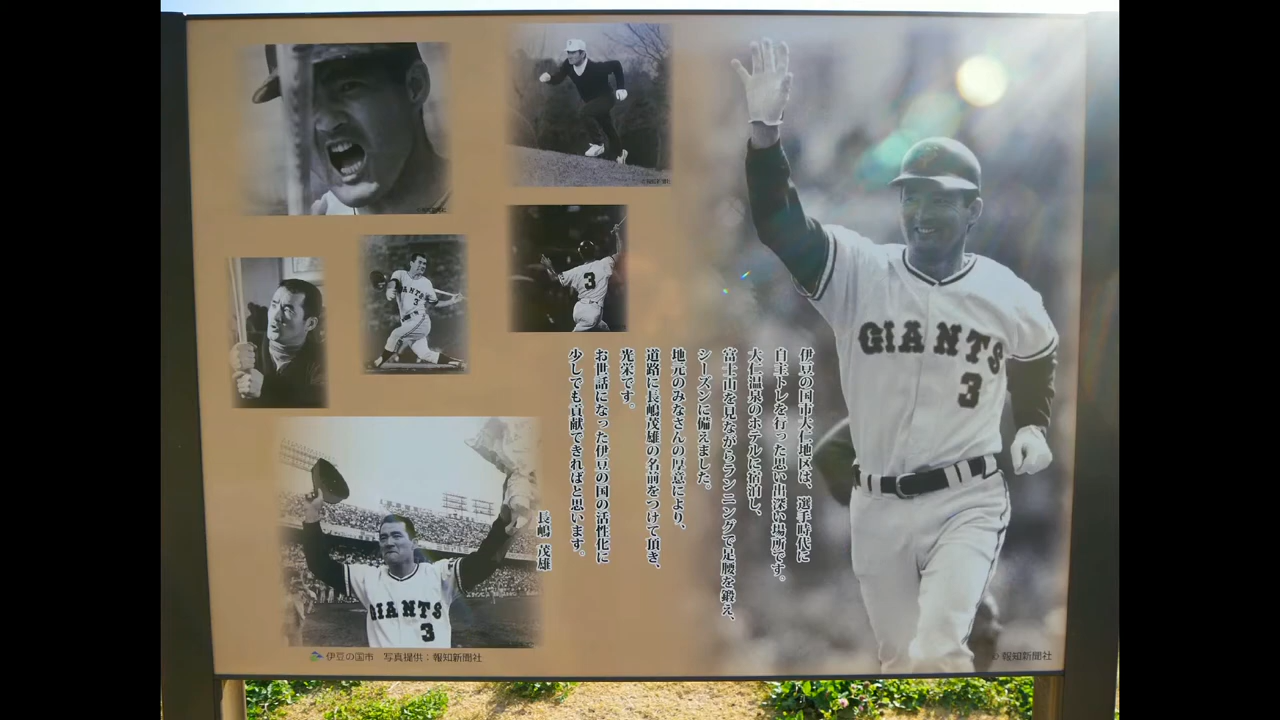 伊豆の国市大仁地区は、選手時代に
自主トレを行った思い出深い場所です。
大仁温泉のホテルに宿泊し、
富士山を見ながらランニングで足腰を鍛え、
シーズンに備えました。
地元のみなさんの厚意により、
道路に長嶋茂雄の名前をつけて頂き、
光栄です。
お世話になった伊豆の国の活性化に
少しでも貢献できればと思います。
長嶋 茂雄
GIANTS
3
GIANTS
3
3
GIANTS
3
伊豆の国市 写真提供：報知新聞社
報知新聞社